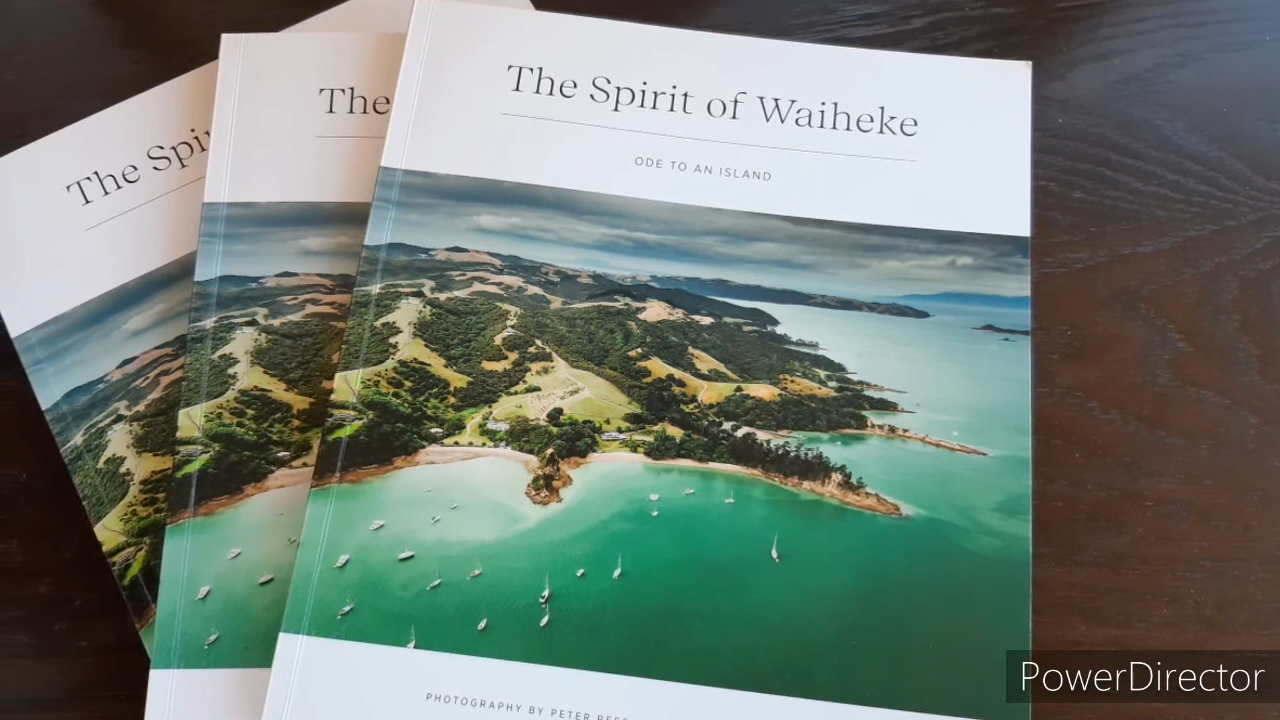 The Spirit of Waiheke
ODE TO AN ISLAND
PHOTOGRAPHY BY PETER
The
The Spi
PowerDirector